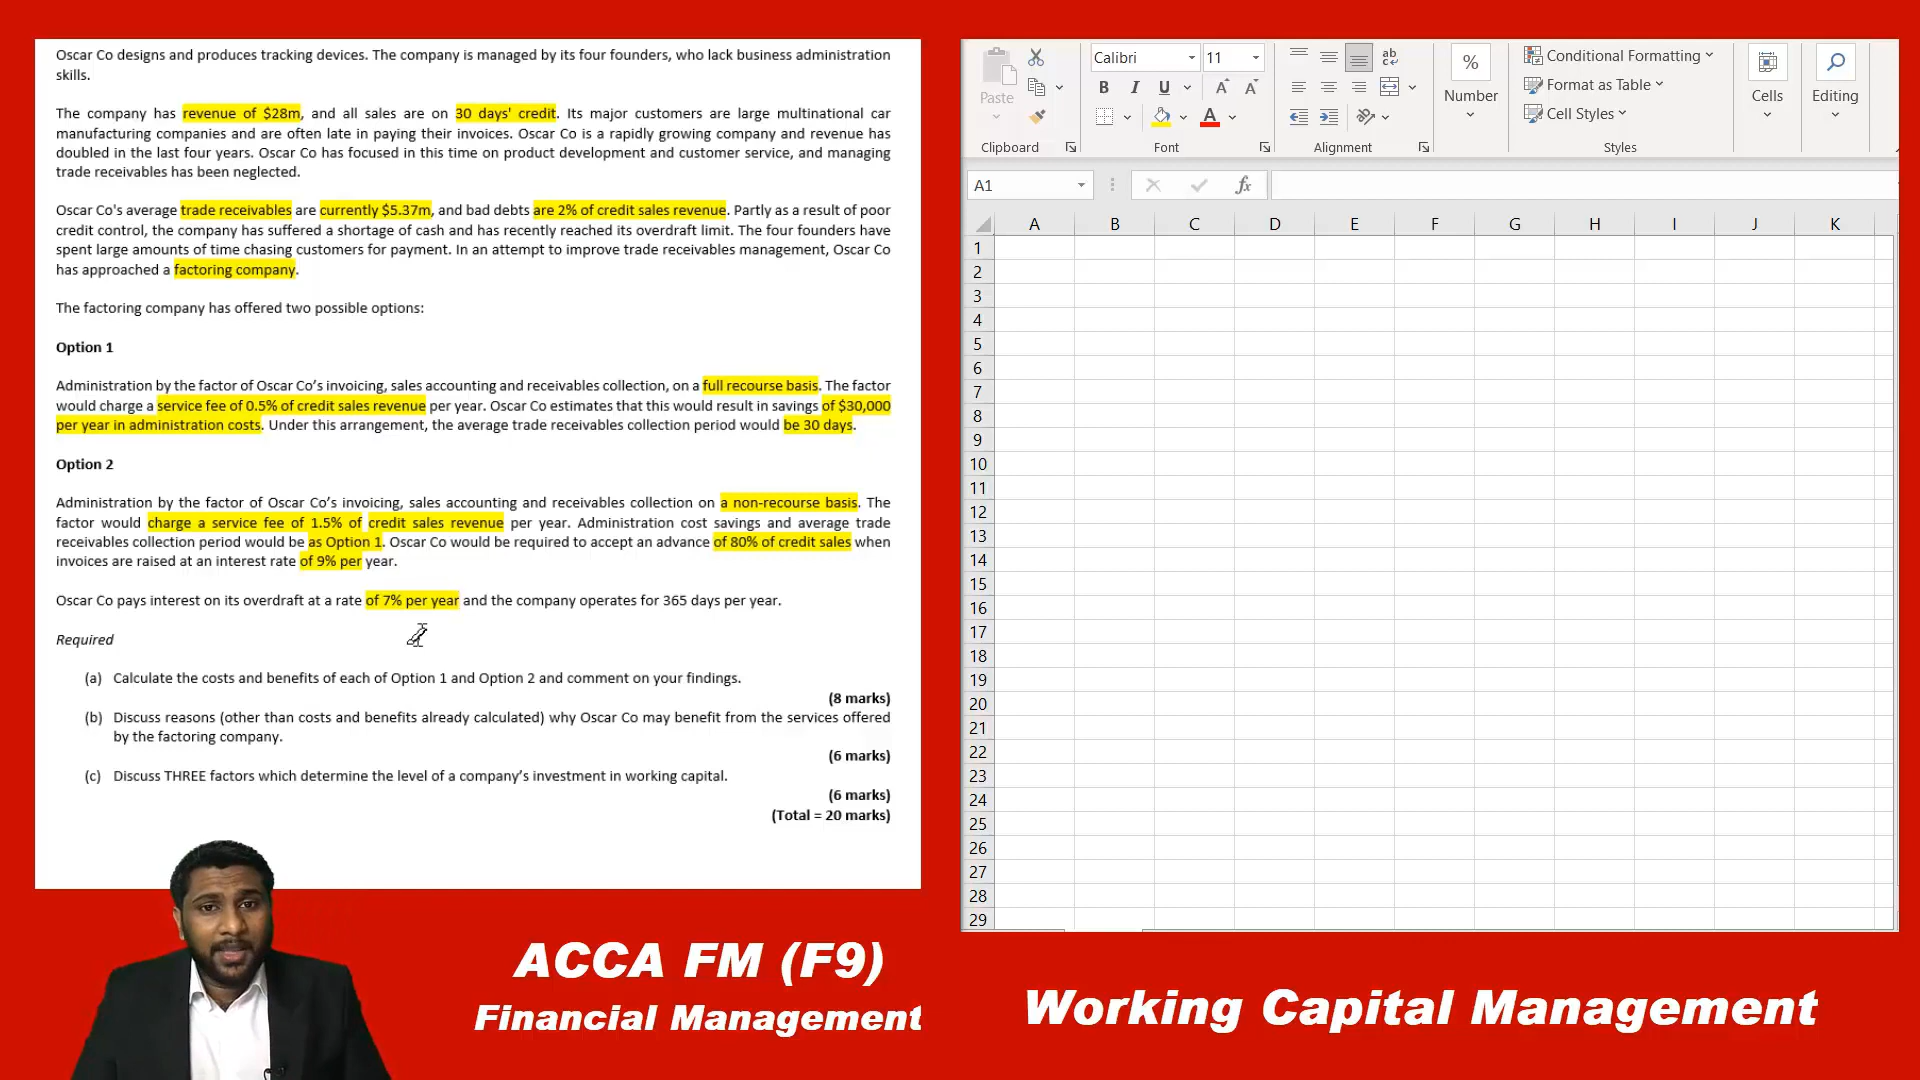 Oscar Co designs and produces tracking devices. The company is managed by its four founders, who lack business administration
skills.
The company has revenue of $28m, and all sales are on 30 days' credit. Its major customers are large multinational car
manufacturing companies and are often late in paying their invoices. Oscar Co is a rapidly growing company and revenue has
doubled in the last four years. Oscar Co has focused in this time on product development and customer service, and managing
trade receivables has been neglected.
Oscar Co's average trade receivables are currently $5.37m, and bad debts are 2% of credit sales revenue. Partly as a result of poor
credit control, the company has suffered a shortage of cash and has recently reached its overdraft limit. The four founders have
spent large amounts of time chasing customers for payment. In an attempt to improve trade receivables management, Oscar Co
has approached a factoring company.
The factoring company has offered two possible options:
Option 1
Administration by the factor of Oscar Co's invoicing, sales accounting and receivables collection, on a full recourse basis. The factor
would charge a service fee of 0.5% of credit sales revenue per year. Oscar Co estimates that this would result in savings of $30,000
per year in administration costs. Under this arrangement, the average trade receivables collection period would be 30 days.
Option 2
Administration by the factor of Oscar Co's invoicing, sales accounting and receivables collection on a non-recourse basis. The
factor would charge a service fee of 1.5% of credit sales revenue per year. Administration cost savings and average trade
receivables collection period would be as Option 1. Oscar Co would be required to accept an advance of 80% of credit sales when
invoices are raised at an interest rate of 9% per year.
Oscar Co pays interest on its overdraft at a rate of 7% per year and the company operates for 365 days per year.
Required
(a) Calculate the costs and benefits of each of Option 1 and Option 2 and comment on your findings.
(8 marks)
(b) Discuss reasons (other than costs and benefits already calculated) why Oscar Co may benefit from the services offered
by the factoring company.
(6 marks)
(c) Discuss THREE factors which determine the level of a company's investment in working capital.
(6 marks)
(Total = 20 marks)
ACCA FM (F9)
Financial Management
Paste
Clipboard
Calibri 11
B I U A A
A
Font
ab
Alignment
%
Number
Conditional Formatting
Format as Table
Cell Styles
Styles
Cells
Editing
A1 fx
A B C D E F G H I J K
1
2
3
4
5
6
7
8
9
10
11
12
13
14
15
16
17
18
19
20
21
22
23
24
25
26
27
28
29
Working Capital Management